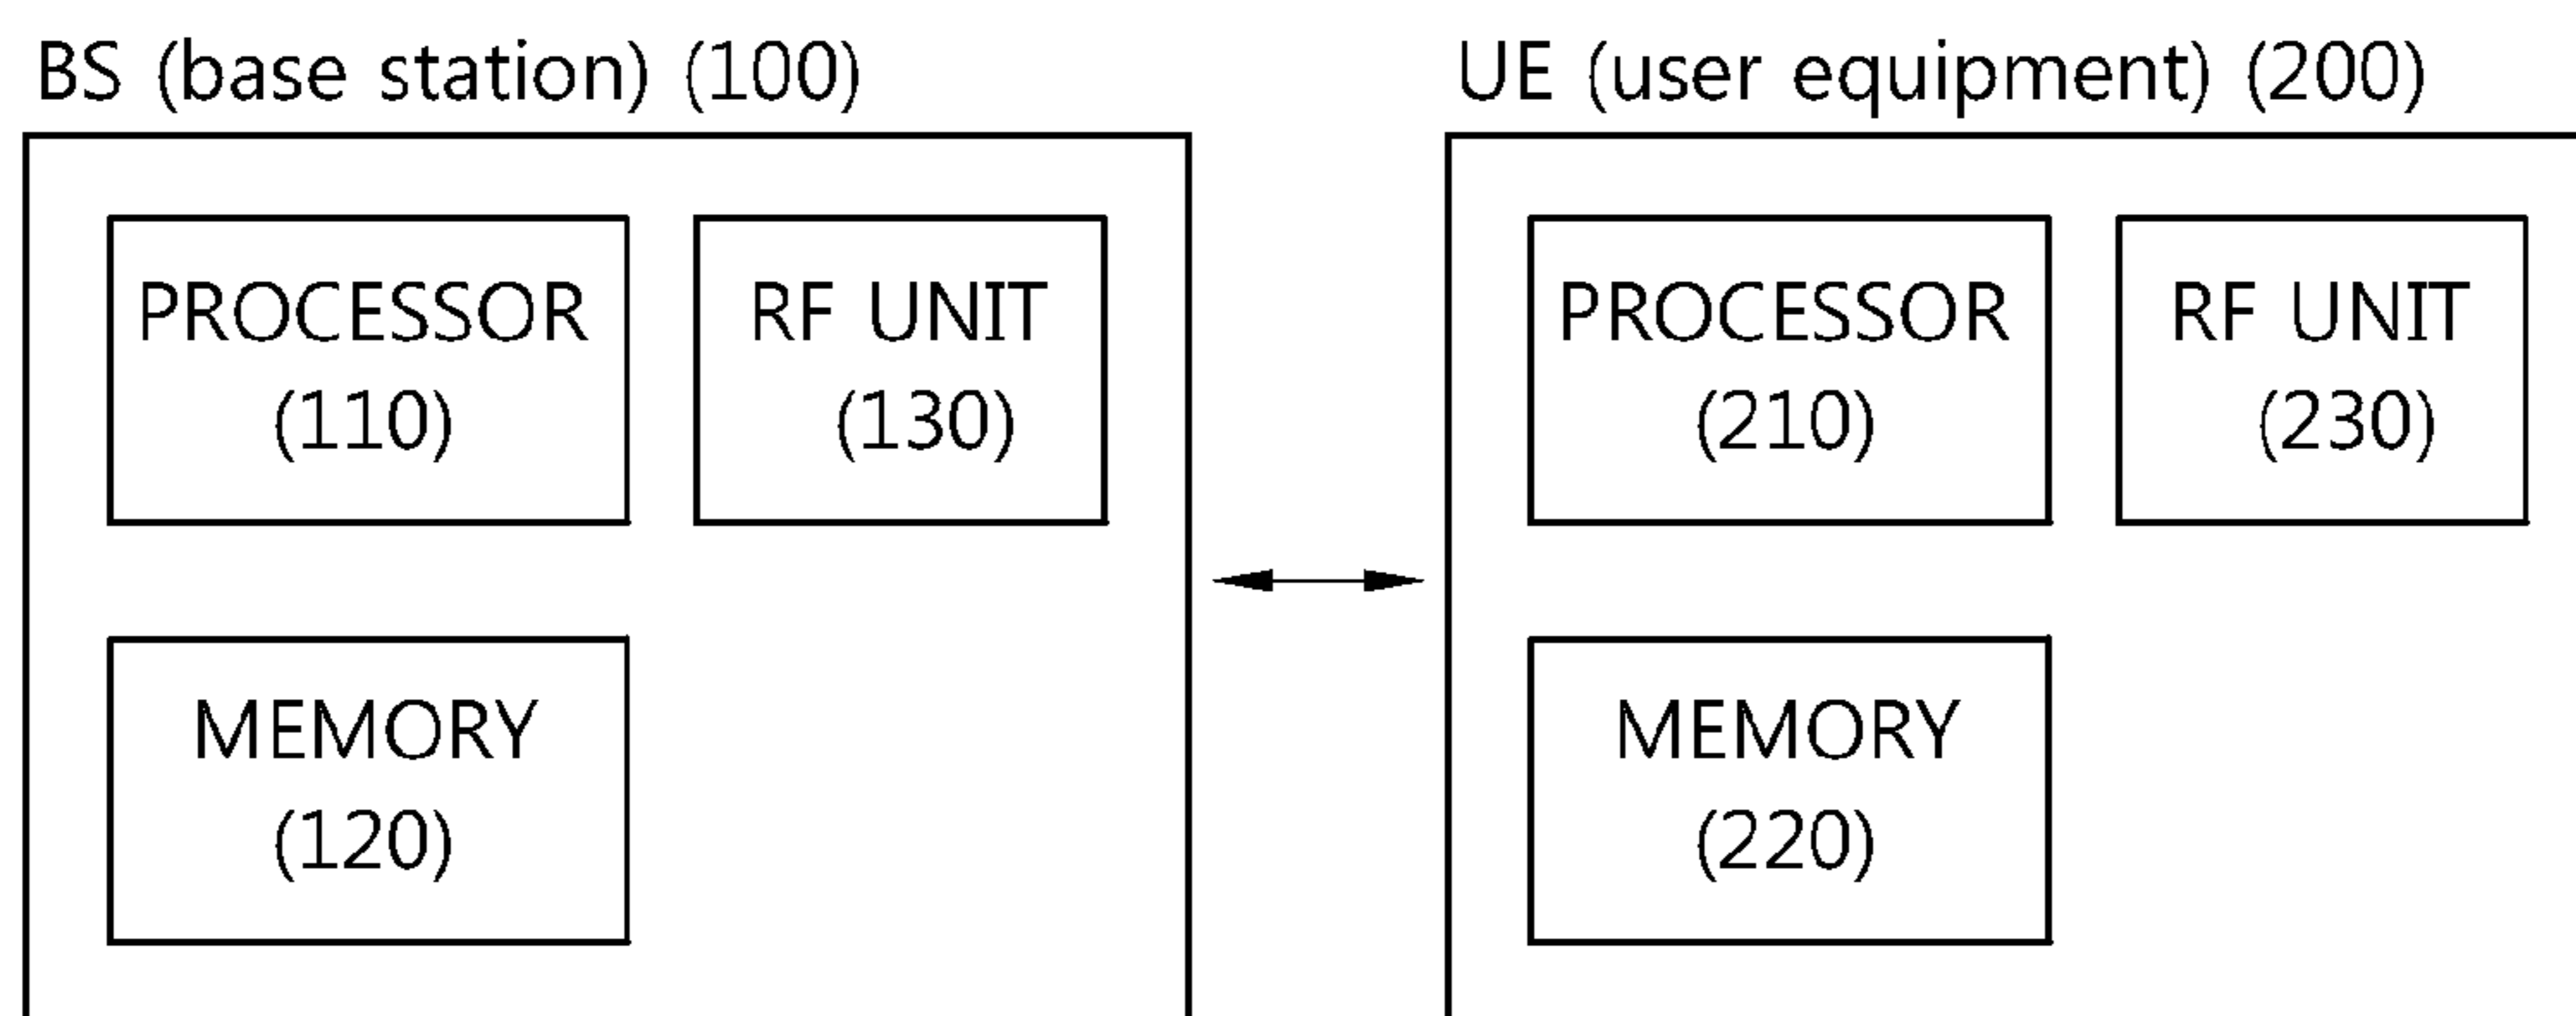 BS (base station) (100)
PROCESSOR
(110)
RF UNIT
(130)
MEMORY
(120)
UE (user equipment) (200)
PROCESSOR
(210)
RF UNIT
(230)
MEMORY
(220)